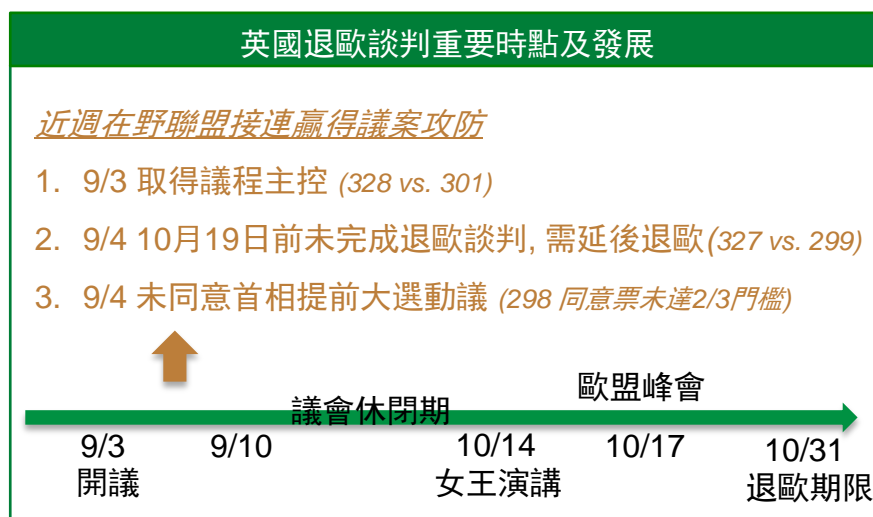 英國退歐談判重要時點及發展
近週在野聯盟接連贏得議案攻防
1. 9/3 取得議程主控 (328 vs. 301)
2. 9/4 10月19日前未完成退歐談判, 需延後退歐(327 vs. 299)
3. 9/4 未同意首相提前大選動議 (298 同意票未達2/3門檻)
議會休閉期
歐盟峰會
9/3 9/10 10/14 10/17 10/31
開議 女王演講 退歐期限